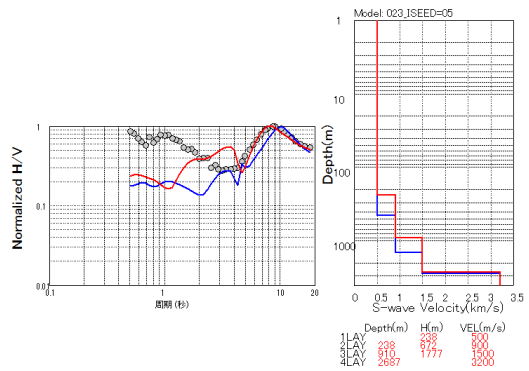 Model: 023_ISEED=05
1
10
100
1000
Depth(m)
0 0.5 1 1.5 2 2.5 3 3.5
S-wave Velocity(km/s)
1
0.1
0.01
Normalized H/V
0.1 1 10 20
周期(秒)
Depth(m) H(m) VEL(m/s)
1LAY 238 500
2LAY 238 672 900
3LAY 910 1777 1500
4LAY 2687 3200